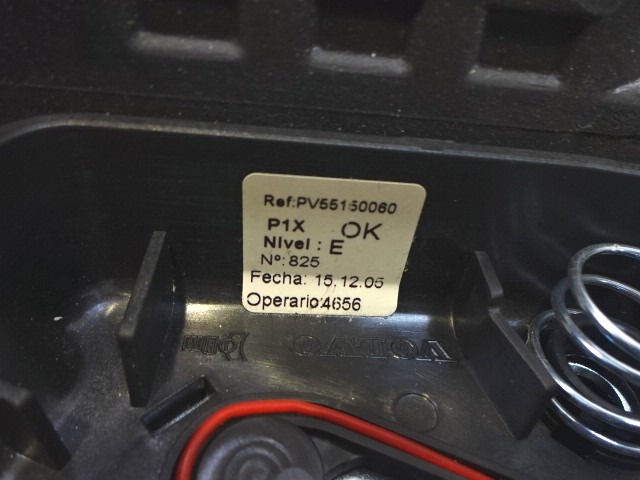 Ref:PV55150060
P1X OK
Nivel : E
Nº:825
Fecha: 15.12.05
Operario:4656
VOLVO